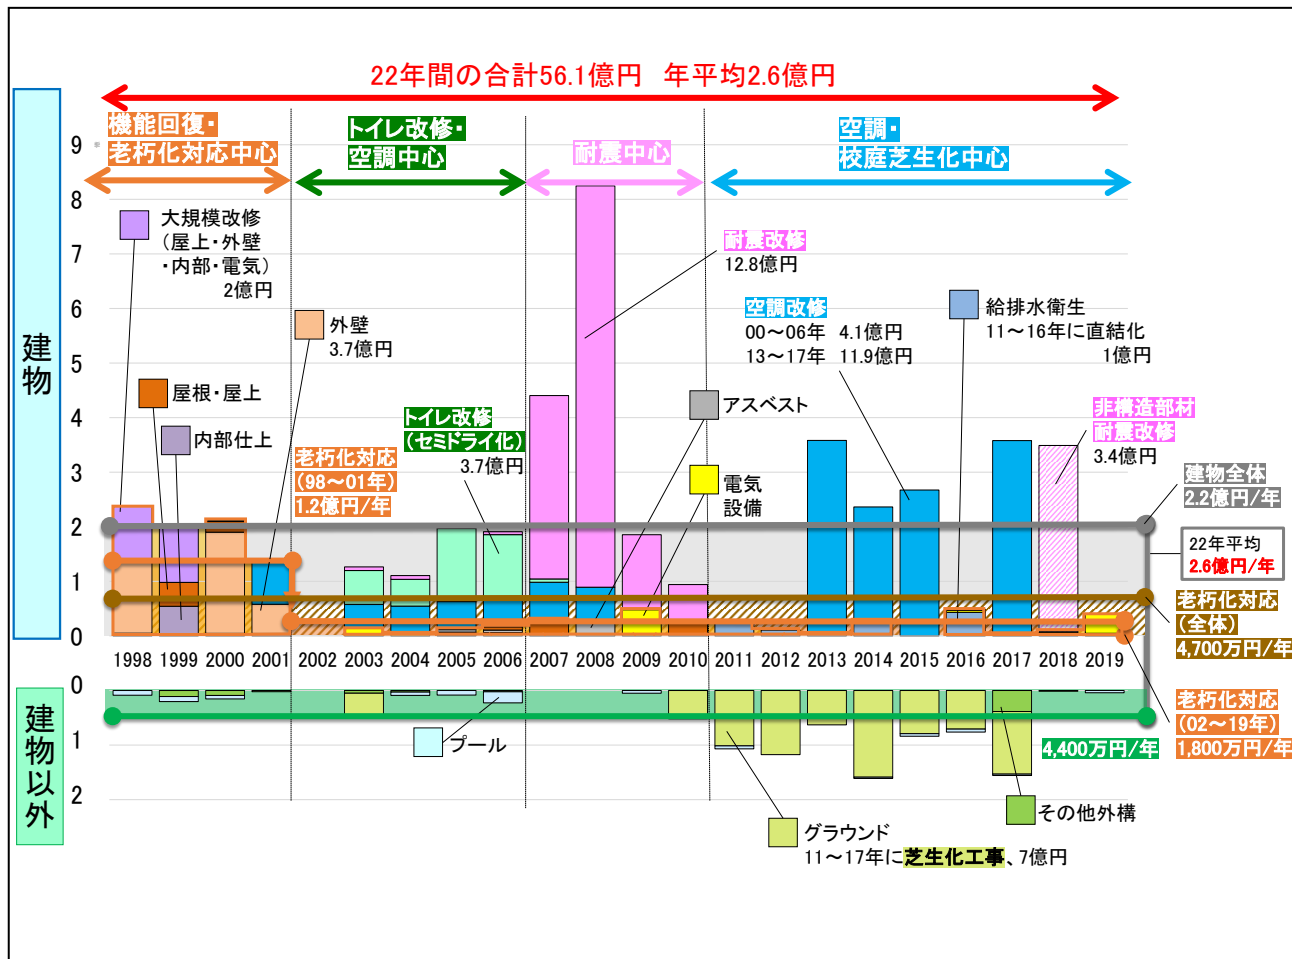 22年間の合計56.1億円　年平均2.6億円
建物
機能回復・
老朽化対応中心
トイレ改修・
空調中心
耐震中心
空調・
校庭芝生化中心
9
8
7
6
5
4
3
2
1
0
大規模改修
（屋上・外壁
・内部・電気）
2億円
外壁
3.7億円
屋根・屋上
内部仕上
老朽化対応
（98～01年）
1.2億円/年
トイレ改修
（セミドライ化）
3.7億円
耐震改修
12.8億円
空調改修
00～06年　4.1億円
13～17年　11.9億円
給排水衛生
11～16年に直結化
1億円
アスベスト
電気
設備
非構造部材
耐震改修
3.4億円
建物全体
2.2億円/年
22年平均
2.6億円/年
老朽化対応
（全体）
4,700万円/年
1998 1999 2000 2001 2002 2003 2004 2005 2006 2007 2008 2009 2010 2011 2012 2013 2014 2015 2016 2017 2018 2019
建物以外
0
1
2
プール
老朽化対応
（02～19年）
1,800万円/年
4,400万円/年
グラウンド
11～17年に芝生化工事、7億円
その他外構